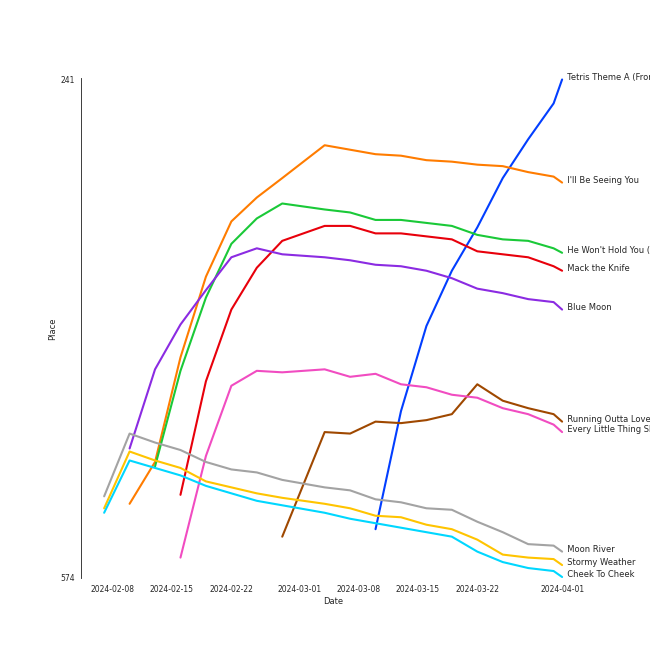 241
Tetris Theme A (Fro
I'll Be Seeing You
He Won't Hold You (
Mack the Knife
Place
Blue Moon
Running Outta Love
Every Little Thing S
Moon River
Stormy Weather
574
Cheek To Cheek
2024-02-08 2024-02-15 2024-02-22 2024-03-01 2024-03-08 2024-03-15 2024-03-22 2024-04-01
Date